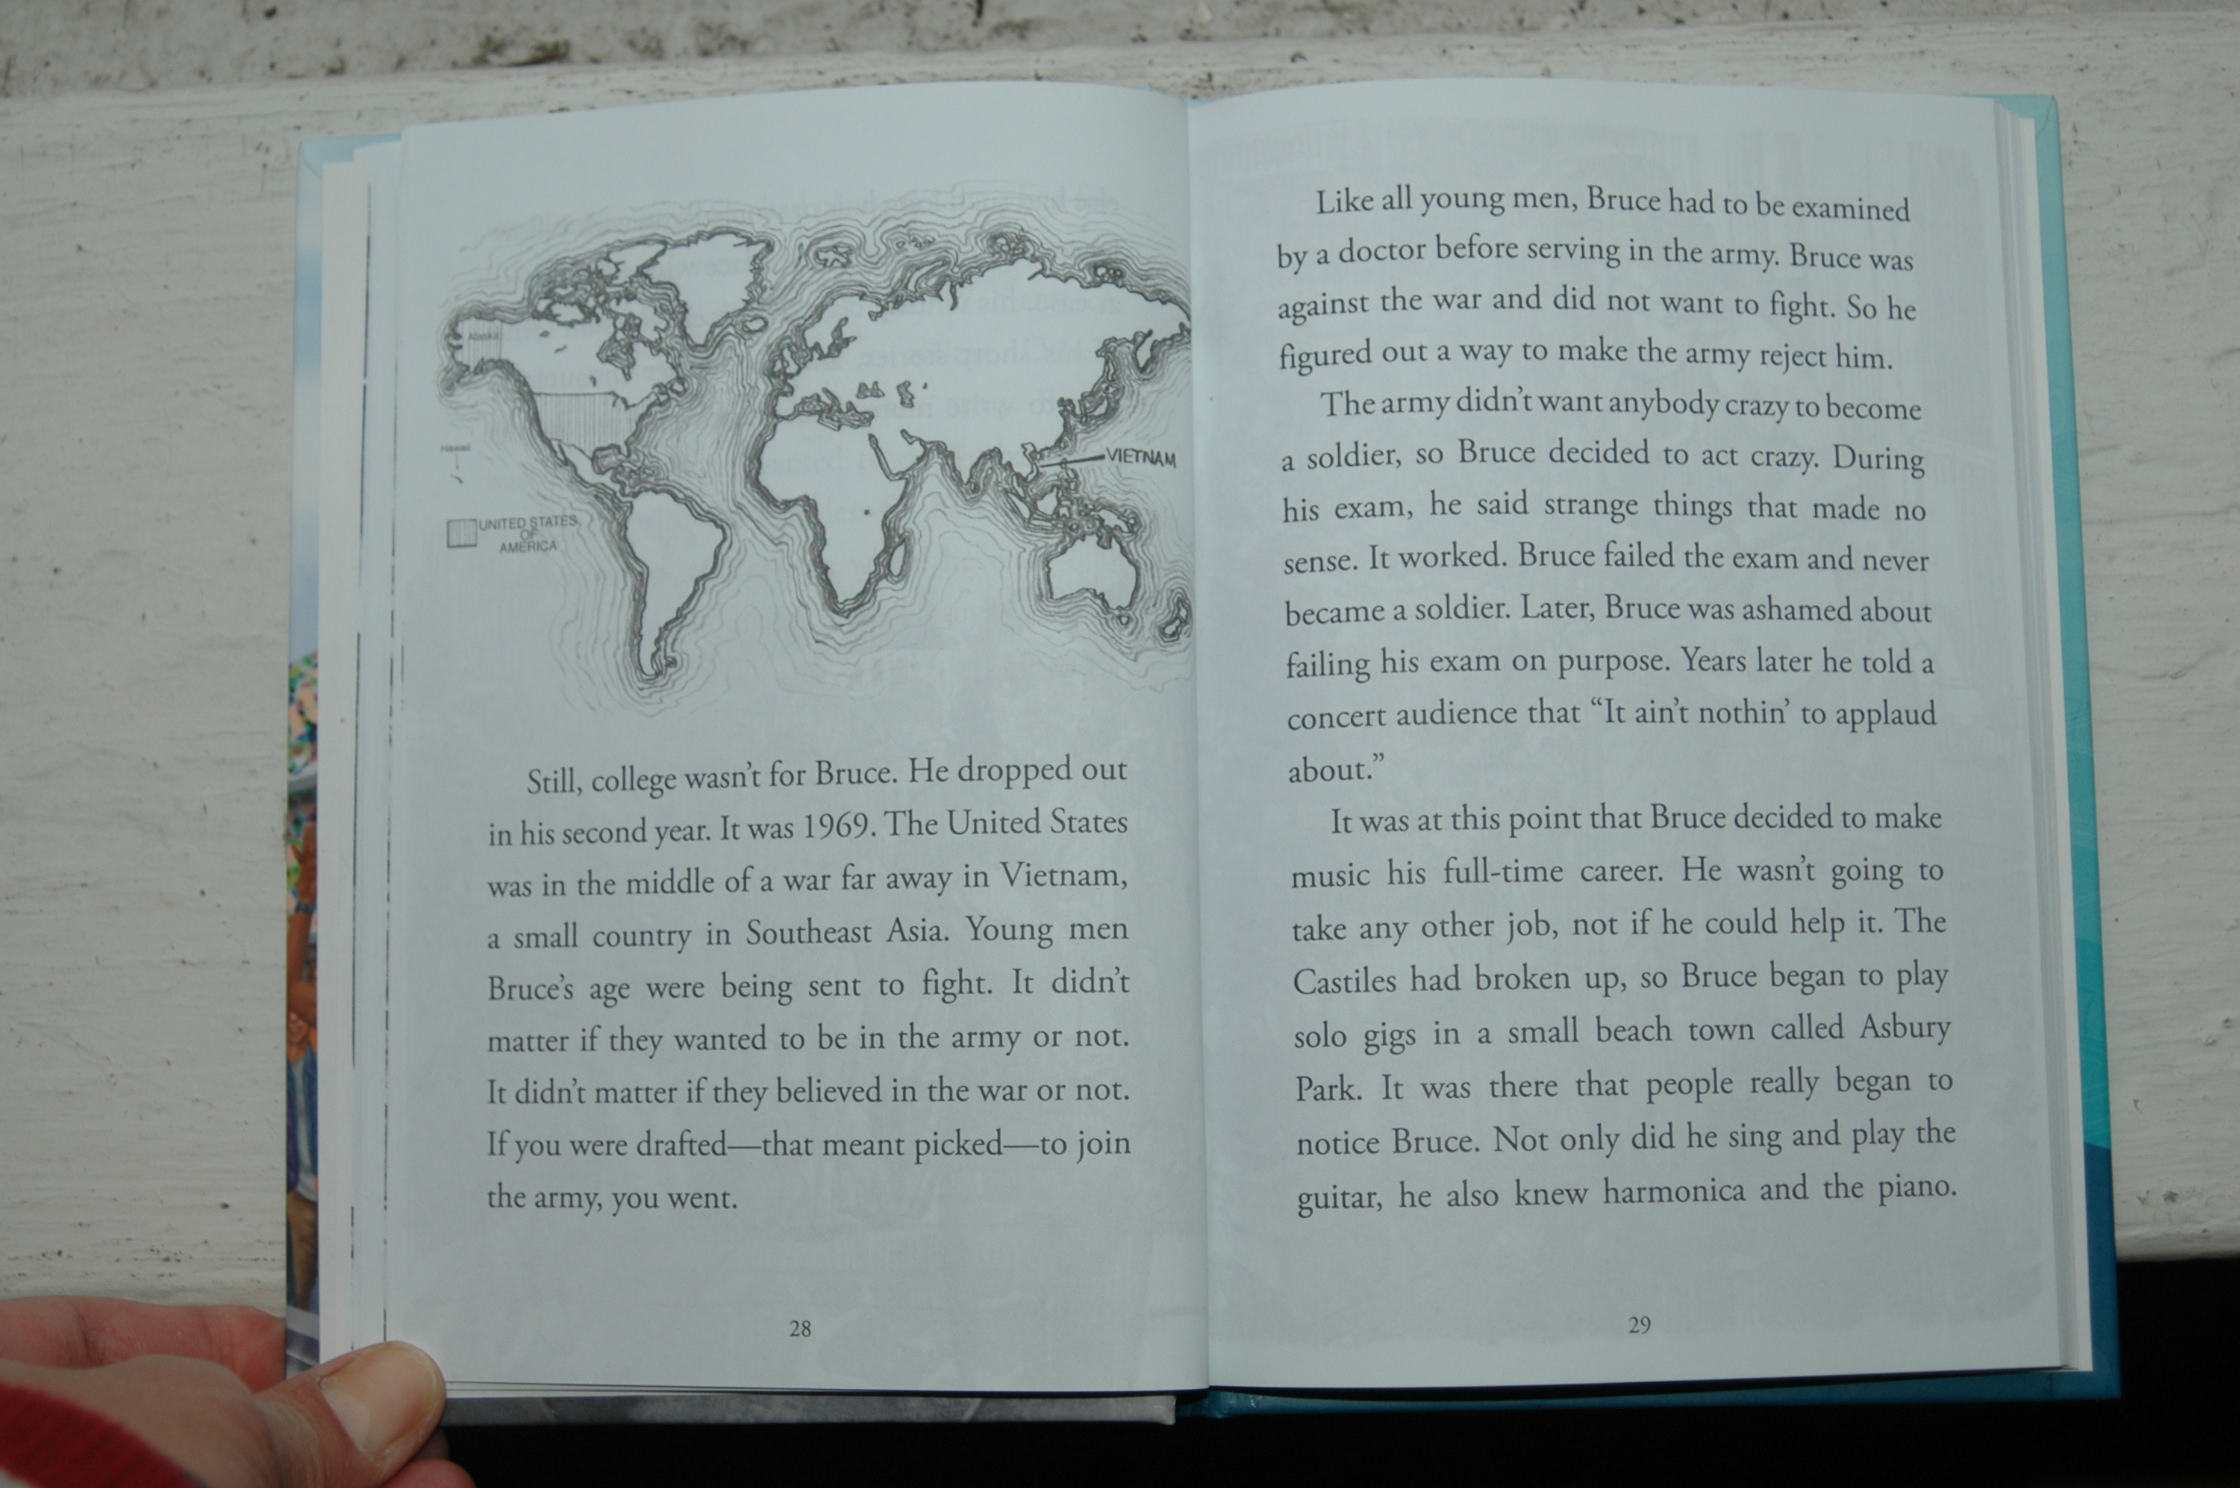 Alaska
Hawaii
VIETNAM
UNITED STATES
OF
AMERICA
Still, college wasn't for Bruce. He dropped out
in his second year. It was 1969. The United States
was in the middle of a war far away in Vietnam,
a small country in Southeast Asia. Young men
Bruce's age were being sent to fight. It didn't
matter if they wanted to be in the army or not.
It didn't matter if they believed in the war or not.
If you were drafted—that meant picked—to join
the army, you went.
28
Like all young men, Bruce had to be examined
by a doctor before serving in the army. Bruce was
against the war and did not want to fight. So he
figured out a way to make the army reject him.
The army didn't want anybody crazy to become
a soldier, so Bruce decided to act crazy. During
his exam, he said strange things that made no
sense. It worked. Bruce failed the exam and never
became a soldier. Later, Bruce was ashamed about
failing his exam on purpose. Years later he told a
concert audience that “It ain't nothin' to applaud
about.”
It was at this point that Bruce decided to make
music his full-time career. He wasn't going to
take any other job, not if he could help it. The
Castiles had broken up, so Bruce began to play
solo gigs in a small beach town called Asbury
Park. It was there that people really began to
notice Bruce. Not only did he sing and play the
guitar, he also knew harmonica and the piano.
29